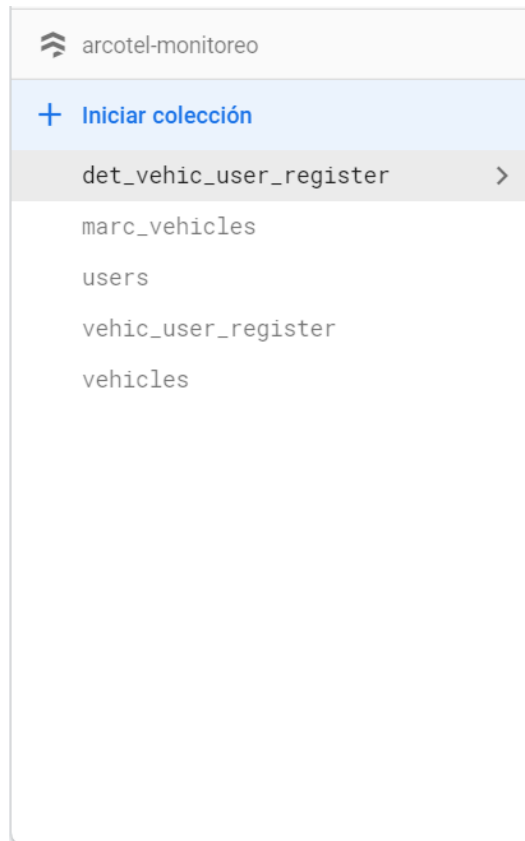 arcotel-monitoreo
Iniciar colección
det_vehic_user_register
marc_vehicles
users
vehic_user_register
vehicles